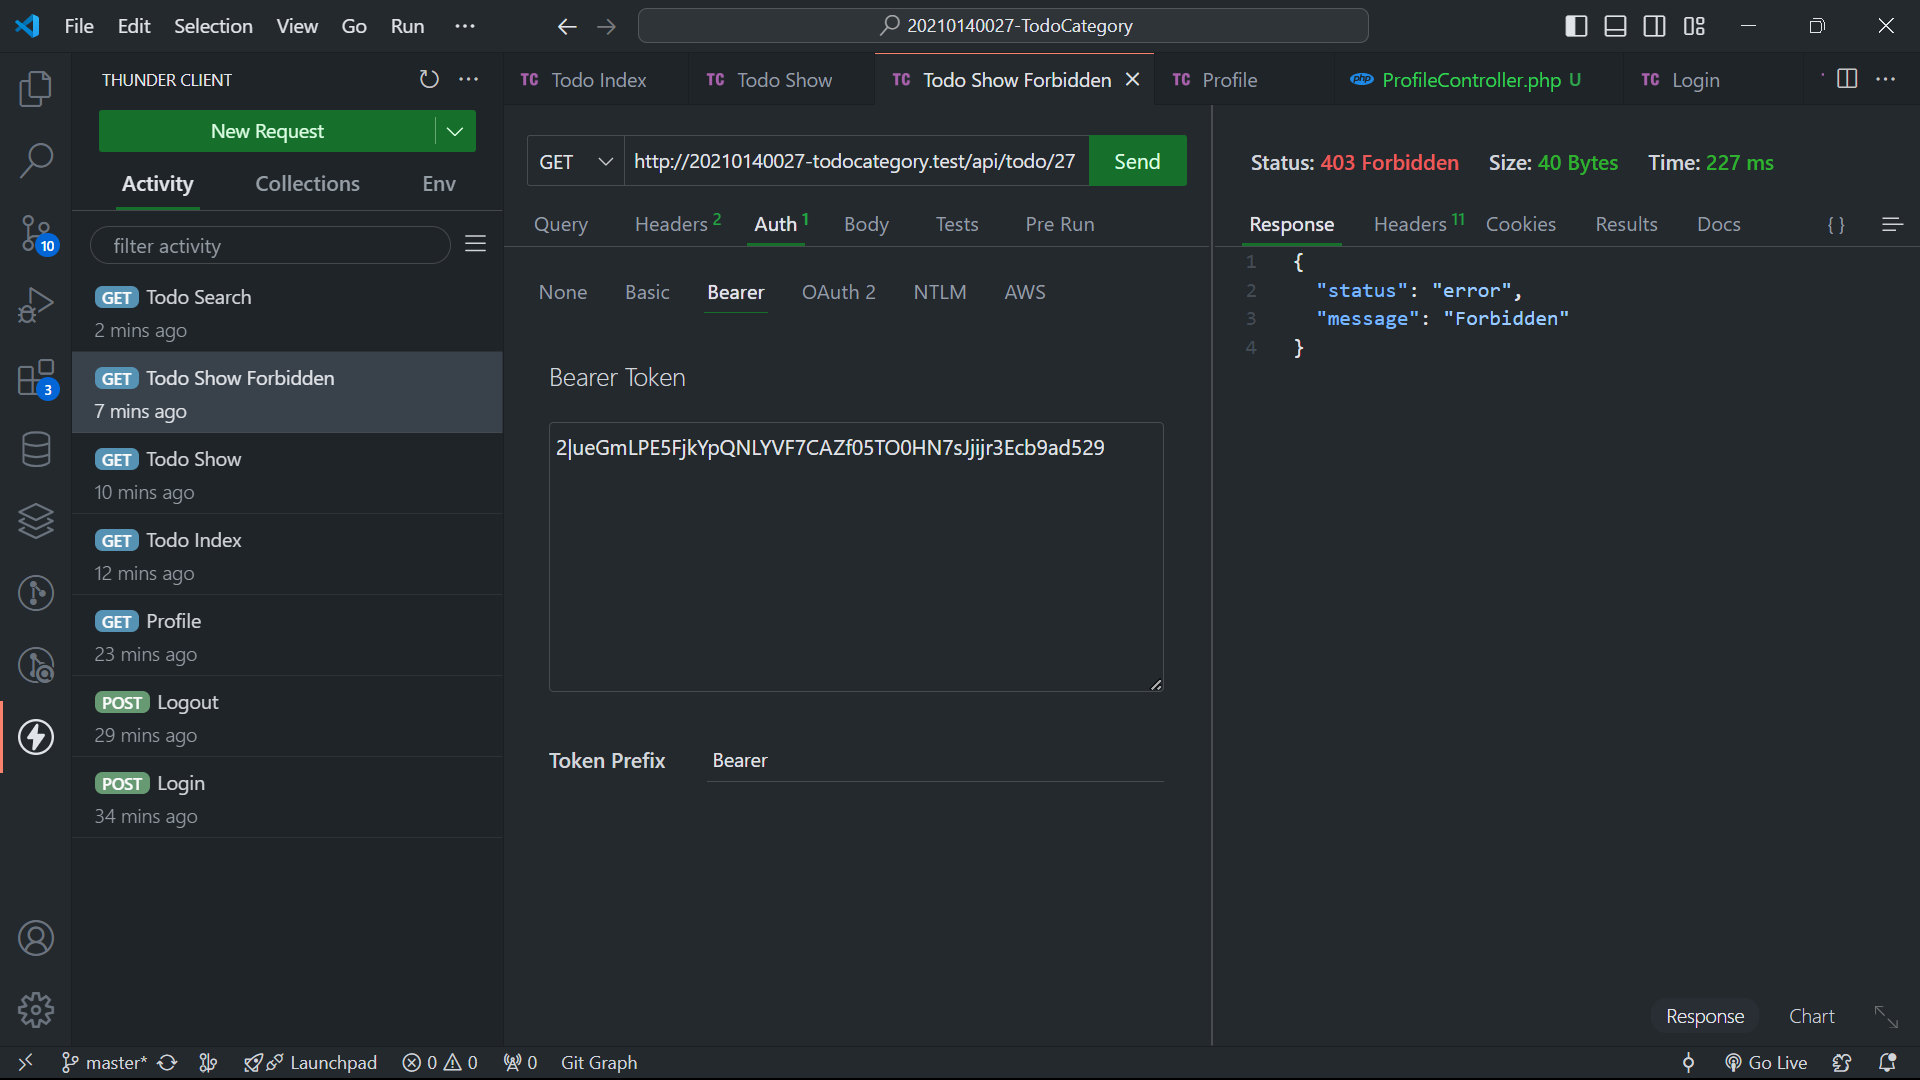 File Edit Selection View Go Run ···
20210140027-TodoCategory
THUNDER CLIENT
New Request
Activity Collections Env
filter activity
GET Todo Search
2 mins ago
GET Todo Show Forbidden
7 mins ago
GET Todo Show
10 mins ago
GET Todo Index
12 mins ago
GET Profile
23 mins ago
POST Logout
29 mins ago
POST Login
34 mins ago
10
3
TC Todo Index TC Todo Show TC Todo Show Forbidden TC Profile php ProfileController.php U TC Login
GET http://20210140027-todocategory.test/api/todo/27 Send
Query Headers 2 Auth 1 Body Tests Pre Run
None Basic Bearer OAuth 2 NTLM AWS
Bearer Token
2|ueGmLPE5FjkYpQNLYVF7CAZf05TO0HN7sJjijr3Ecb9ad529
Token Prefix Bearer
Status: 403 Forbidden Size: 40 Bytes Time: 227 ms
Response Headers 11 Cookies Results Docs { }
1 {
2 "status": "error",
3 "message": "Forbidden"
4 }
Response Chart
master* Launchpad 0 0 0 Git Graph Go Live